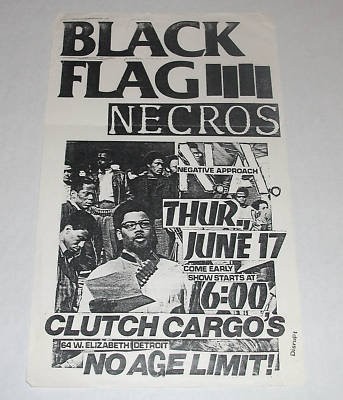 BLACK
FLAG
NECROS
N.A.
NEGATIVE APPROACH
THUR.,
JUNE 17
COME EARLY
SHOW STARTS AT
6:00
CLUTCH CARGO'S
64 W. ELIZABETH DETROIT
NO AGE LIMIT!
Disrupt